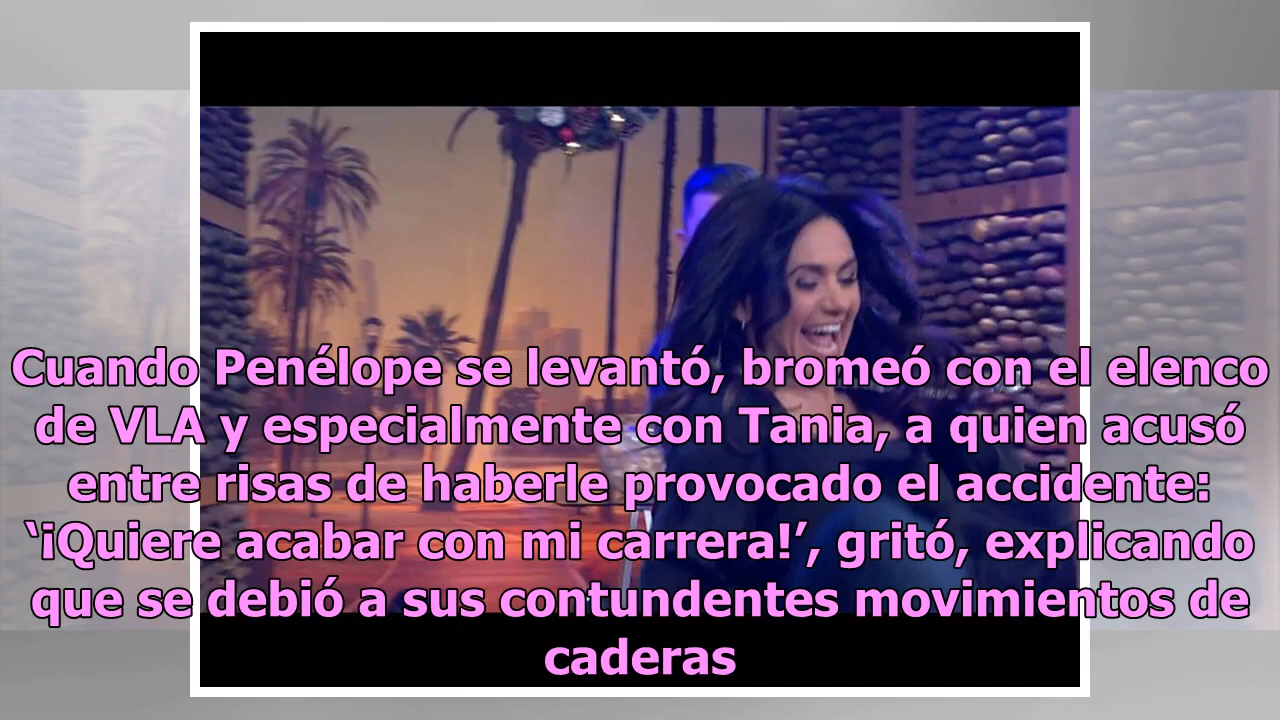 Cuando Penélope se levantó, bromeó con el elenco
de VLA y especialmente con Tania, a quien acusó
entre risas de haberle provocado el accidente:
‘¡Quiere acabar con mi carrera!’, gritó, explicando
que se debió a sus contundentes movimientos de
caderas